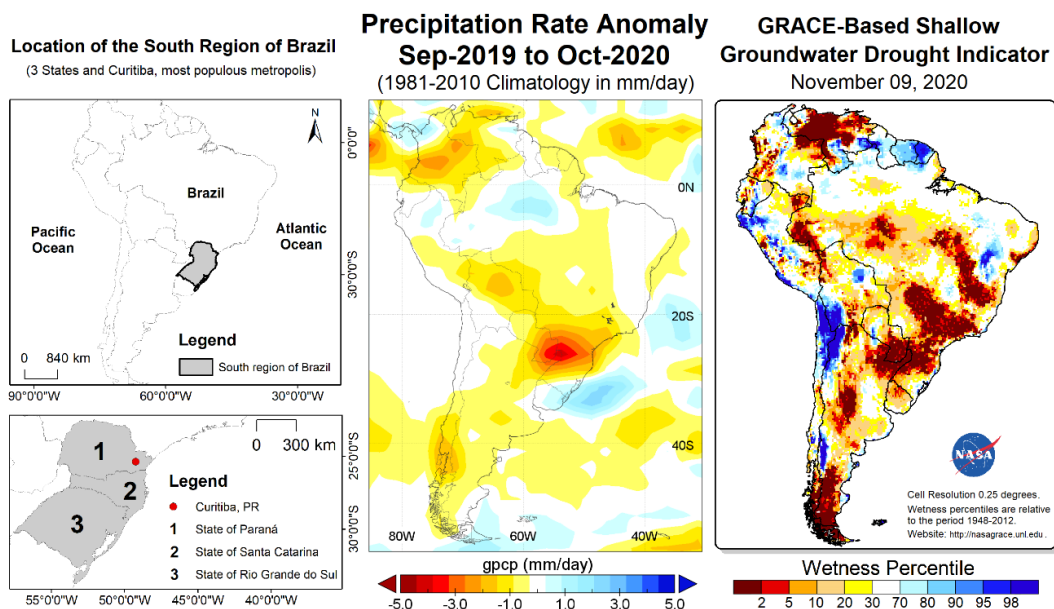 Location of the South Region of Brazil
(3 States and Curitiba, most populous metropolis)
N
0°0'0"
Brazil
Pacific
Ocean
Atlantic
Ocean
30°0'0"S
Legend
0 840 km
South region of Brazil
90°0'0"W 60°0'0"W 30°0'0"W
0 300 km
1
2
3
25°0'0"S
Legend
Curitiba, PR
1 State of Paraná
2 State of Santa Catarina
3 State of Rio Grande do Sul
30°0'0"S
55°0'0"W 50°0'0"W 45°0'0"W 40°0'0"W
Precipitation Rate Anomaly
Sep-2019 to Oct-2020
(1981-2010 Climatology in mm/day)
0N
20S
40S
80W 60W 40W
gpcp (mm/day)
-5.0 -3.0 -1.0 1.0 3.0 5.0
GRACE-Based Shallow
Groundwater Drought Indicator
November 09, 2020
NASA
Cell Resolution 0.25 degrees.
Wetness percentiles are relative
to the period 1948-2012.
Website: http://nasagrace.unl.edu .
Wetness Percentile
2 5 10 20 30 70 80 90 95 98